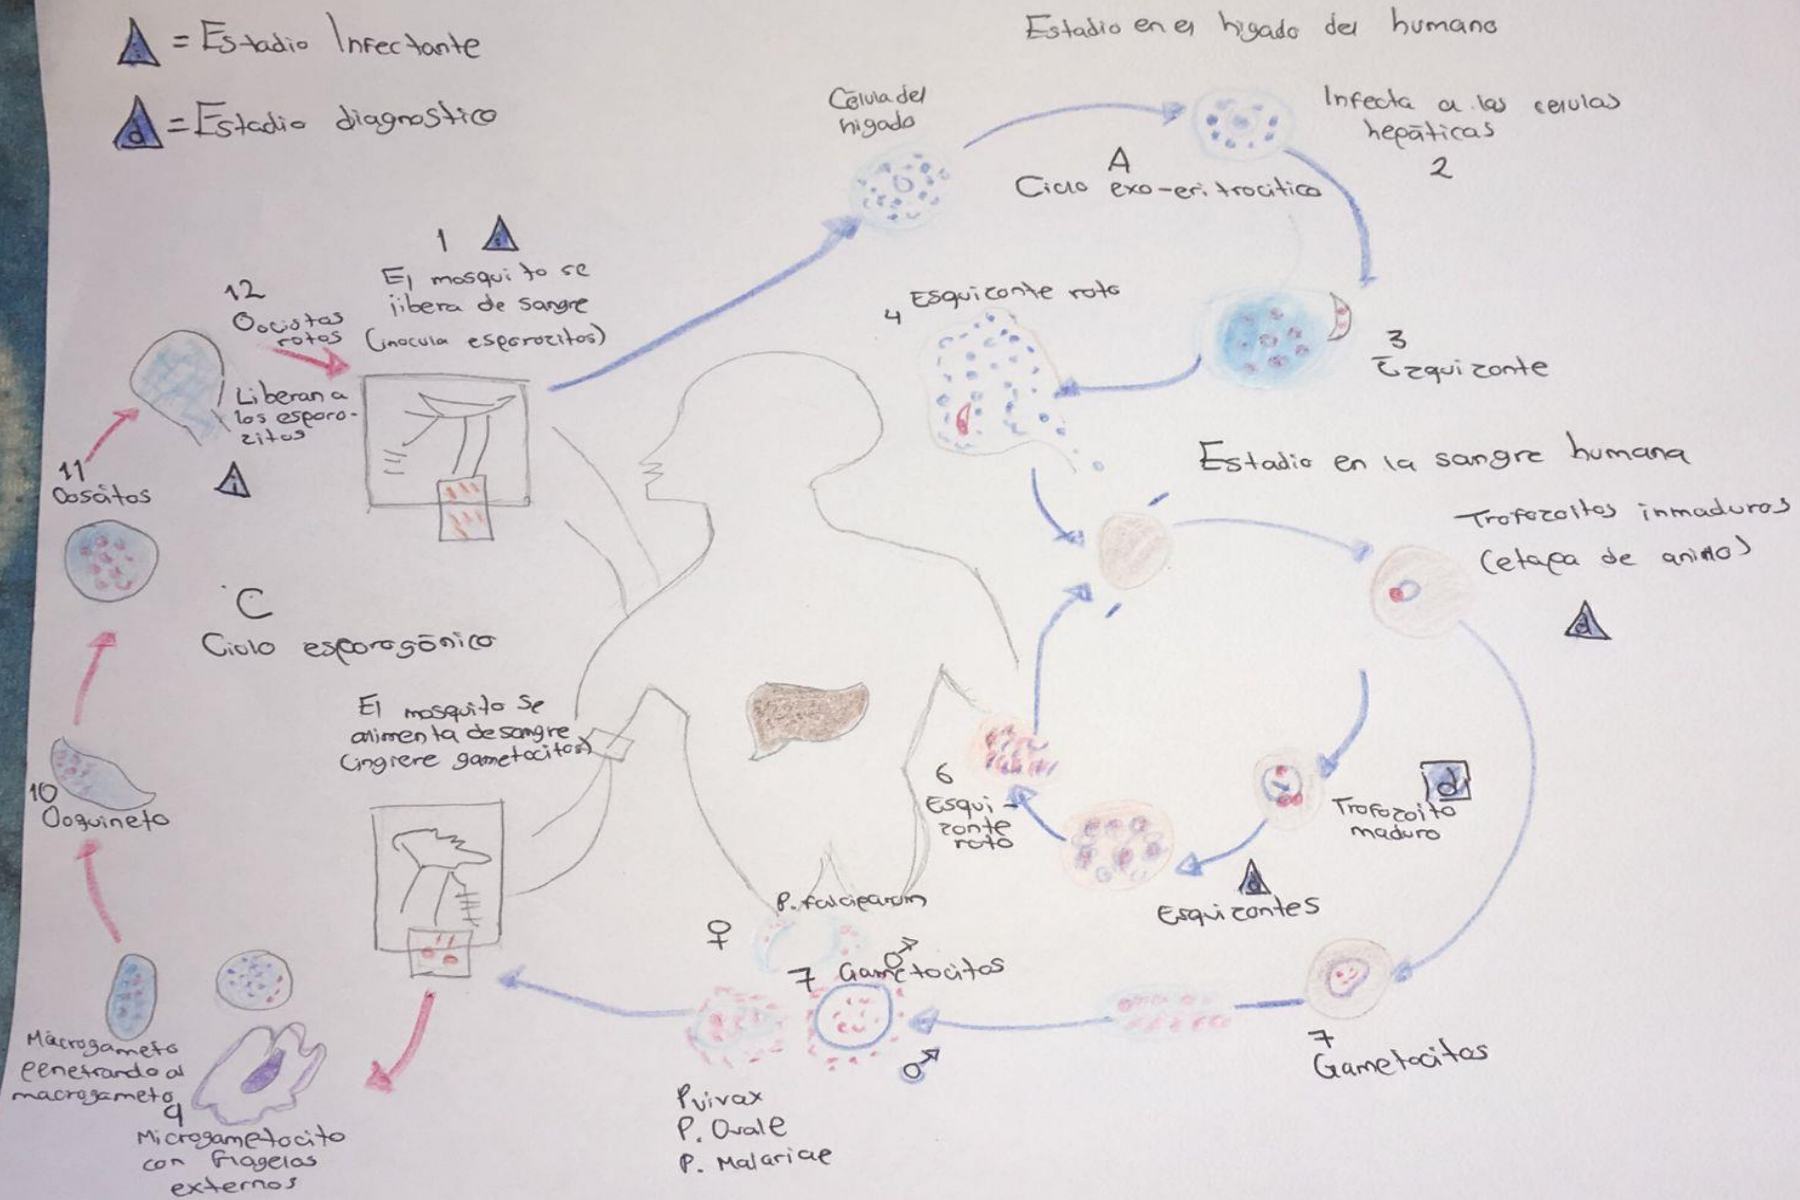 i = Estadio Infectante
d = Estadio diagnostico
Estadio en el higado del humano
Célula del
higado
Infecta a las celulas
hepáticas
2
A
Ciclo exo-eritrocitico
1 i
El mosquito se
libera de sangre
(inocula esporozitos)
12
Oocistos
rotos
Liberan a
los esporo-
zitos
i
11
Ooscitos
4 Esquizonte roto
3
Ezquizonte
Estadio en la sangre humana
Trofozoitos inmaduros
(etapa de anillo)
d
C
Ciclo esporogónico
El mosquito se
alimenta de sangre
(ingiere gametocitos)
10
Ooquineto
6
Esqui-
zonte
roto
d
Trofozoito
maduro
d
Esquizontes
P. falciparum
♀
♂
7 Gametocitos
♂
7
Gametocitos
P vivax
P. Ovale
P. Malariae
Macrogameto
penetrando al
macrogameto
9
Microgametocito
con flagelos
externos